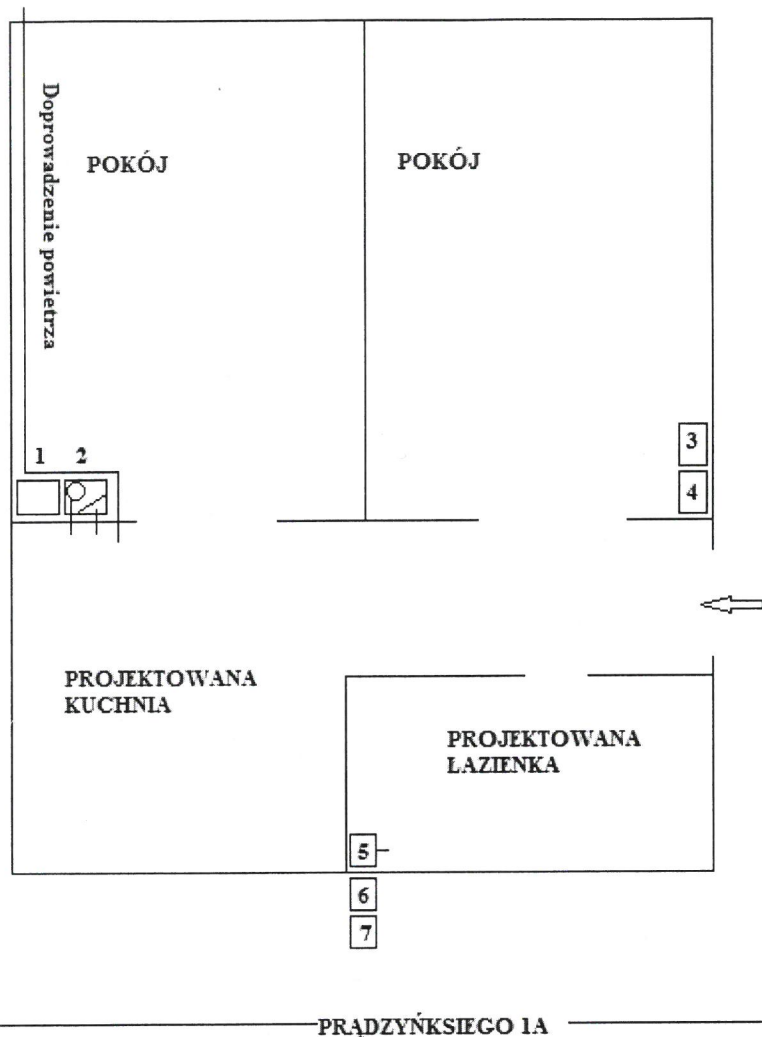 Doprowadzenie powietrza
POKÓJ
POKÓJ
1 2
3
4
PROJEKTOWANA
KUCHNIA
PROJEKTOWANA
ŁAZIENKA
5
6
7
PRĄDZYŃKSIEGO 1A